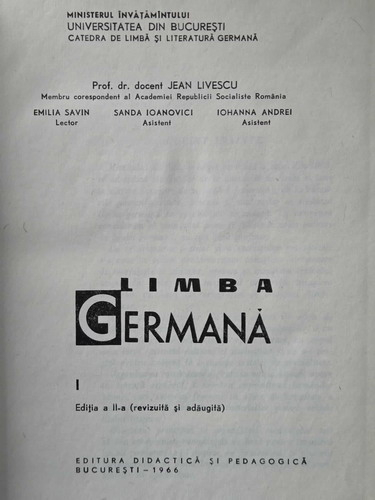 MINISTERUL ÎNVĂȚĂMÎNTULUI
UNIVERSITATEA DIN BUCUREȘTI
CATEDRA DE LIMBĂ ȘI LITERATURĂ GERMANĂ
Prof. dr. docent JEAN LIVESCU
Membru corespondent al Academiei Republicii Socialiste România
EMILIA SAVIN SANDA IOANOVICI IOHANNA ANDREI
Lector Asistent Asistent
LIMBA
GERMANĂ
I
Ediția a II-a (revizuită și adăugită)
EDITURA DIDACTICĂ ȘI PEDAGOGICĂ
BUCUREȘTI – 1966